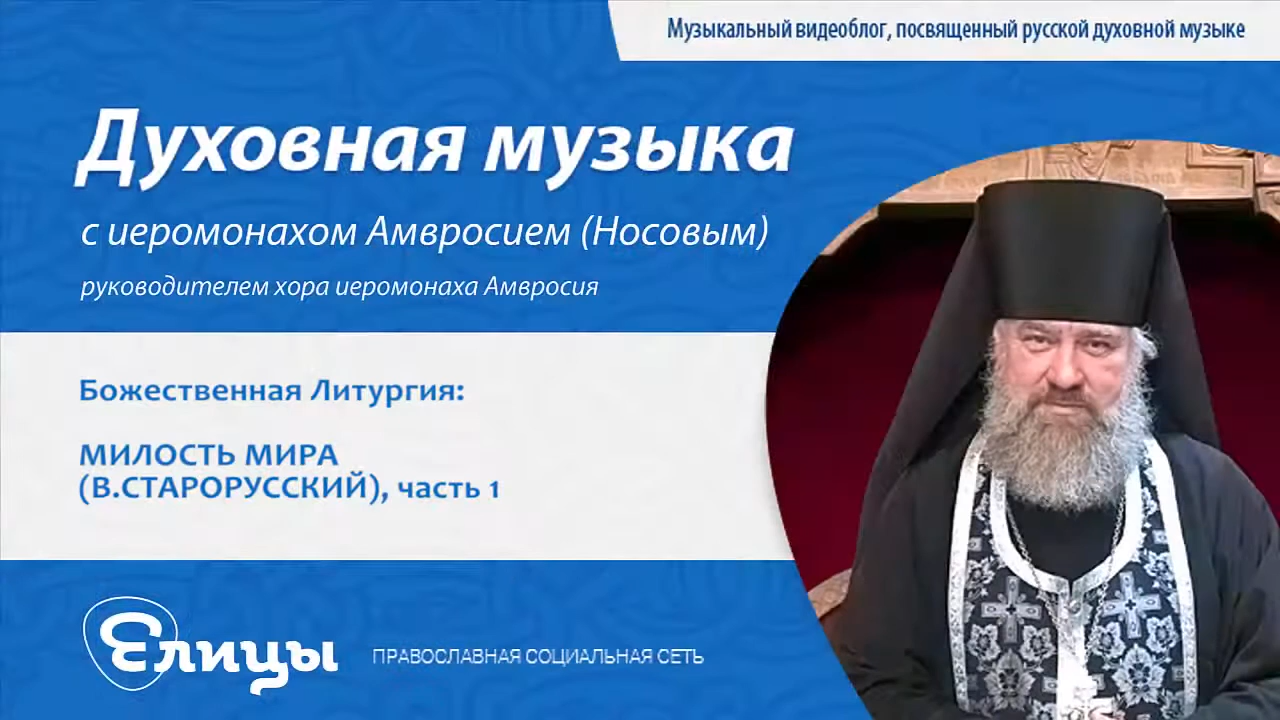 Музыкальный видеоблог, посвященный русской духовной музыке
Духовная музыка
с иеромонахом Амвросием (Носовым)
руководителем хора иеромонаха Амвросия
Божественная Литургия:
МИЛОСТЬ МИРА
(В.СТАРОРУССКИЙ), часть 1
Елицы
ПРАВОСЛАВНАЯ СОЦИАЛЬНАЯ СЕТЬ